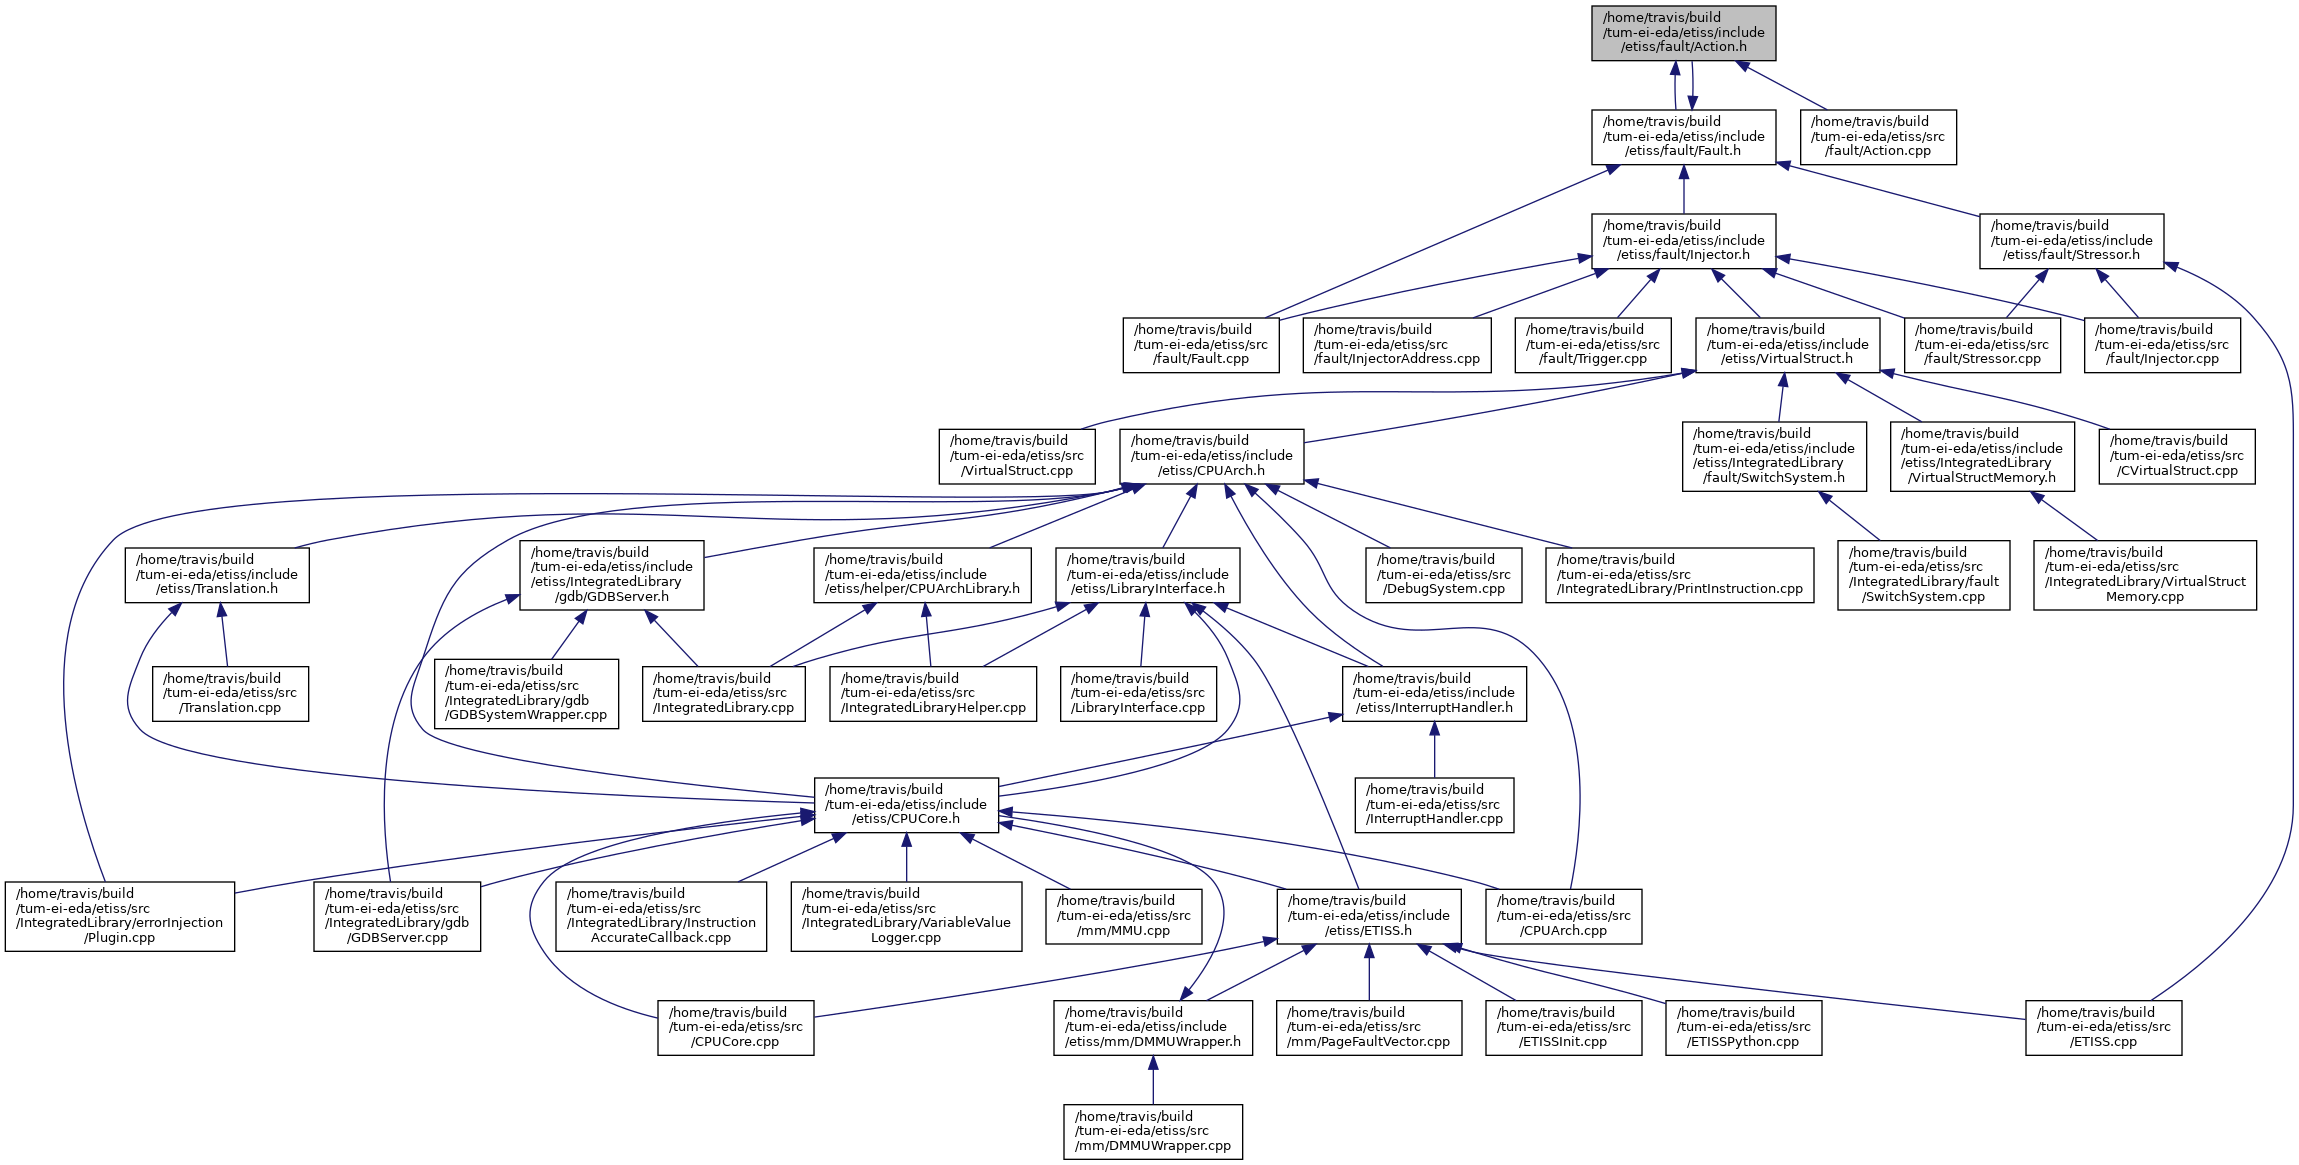 /home/travis/build
/tum-ei-eda/etiss/include
/etiss/fault/Action.h
/home/travis/build
/tum-ei-eda/etiss/include
/etiss/fault/Fault.h
/home/travis/build
/tum-ei-eda/etiss/src
/fault/Action.cpp
/home/travis/build
/tum-ei-eda/etiss/include
/etiss/fault/Injector.h
/home/travis/build
/tum-ei-eda/etiss/include
/etiss/fault/Stressor.h
/home/travis/build
/tum-ei-eda/etiss/src
/fault/Fault.cpp
/home/travis/build
/tum-ei-eda/etiss/src
/fault/InjectorAddress.cpp
/home/travis/build
/tum-ei-eda/etiss/src
/fault/Trigger.cpp
/home/travis/build
/tum-ei-eda/etiss/include
/etiss/VirtualStruct.h
/home/travis/build
/tum-ei-eda/etiss/src
/fault/Stressor.cpp
/home/travis/build
/tum-ei-eda/etiss/src
/fault/Injector.cpp
/home/travis/build
/tum-ei-eda/etiss/src
/VirtualStruct.cpp
/home/travis/build
/tum-ei-eda/etiss/include
/etiss/CPUArch.h
/home/travis/build
/tum-ei-eda/etiss/include
/etiss/IntegratedLibrary
/fault/SwitchSystem.h
/home/travis/build
/tum-ei-eda/etiss/include
/etiss/IntegratedLibrary
/VirtualStructMemory.h
/home/travis/build
/tum-ei-eda/etiss/src
/CVirtualStruct.cpp
/home/travis/build
/tum-ei-eda/etiss/include
/etiss/Translation.h
/home/travis/build
/tum-ei-eda/etiss/include
/etiss/IntegratedLibrary
/gdb/GDBServer.h
/home/travis/build
/tum-ei-eda/etiss/include
/etiss/helper/CPUArchLibrary.h
/home/travis/build
/tum-ei-eda/etiss/include
/etiss/LibraryInterface.h
/home/travis/build
/tum-ei-eda/etiss/src
/DebugSystem.cpp
/home/travis/build
/tum-ei-eda/etiss/src
/IntegratedLibrary/PrintInstruction.cpp
/home/travis/build
/tum-ei-eda/etiss/src
/IntegratedLibrary/fault
/SwitchSystem.cpp
/home/travis/build
/tum-ei-eda/etiss/src
/IntegratedLibrary/VirtualStruct
Memory.cpp
/home/travis/build
/tum-ei-eda/etiss/src
/Translation.cpp
/home/travis/build
/tum-ei-eda/etiss/src
/IntegratedLibrary/gdb
/GDBSystemWrapper.cpp
/home/travis/build
/tum-ei-eda/etiss/src
/IntegratedLibrary.cpp
/home/travis/build
/tum-ei-eda/etiss/src
/IntegratedLibraryHelper.cpp
/home/travis/build
/tum-ei-eda/etiss/src
/LibraryInterface.cpp
/home/travis/build
/tum-ei-eda/etiss/include
/etiss/InterruptHandler.h
/home/travis/build
/tum-ei-eda/etiss/include
/etiss/CPUCore.h
/home/travis/build
/tum-ei-eda/etiss/src
/InterruptHandler.cpp
/home/travis/build
/tum-ei-eda/etiss/src
/IntegratedLibrary/errorInjection
/Plugin.cpp
/home/travis/build
/tum-ei-eda/etiss/src
/IntegratedLibrary/gdb
/GDBServer.cpp
/home/travis/build
/tum-ei-eda/etiss/src
/IntegratedLibrary/Instruction
AccurateCallback.cpp
/home/travis/build
/tum-ei-eda/etiss/src
/IntegratedLibrary/VariableValue
Logger.cpp
/home/travis/build
/tum-ei-eda/etiss/src
/mm/MMU.cpp
/home/travis/build
/tum-ei-eda/etiss/include
/etiss/ETISS.h
/home/travis/build
/tum-ei-eda/etiss/src
/CPUArch.cpp
/home/travis/build
/tum-ei-eda/etiss/src
/CPUCore.cpp
/home/travis/build
/tum-ei-eda/etiss/include
/etiss/mm/DMMUWrapper.h
/home/travis/build
/tum-ei-eda/etiss/src
/mm/PageFaultVector.cpp
/home/travis/build
/tum-ei-eda/etiss/src
/ETISSInit.cpp
/home/travis/build
/tum-ei-eda/etiss/src
/ETISSPython.cpp
/home/travis/build
/tum-ei-eda/etiss/src
/ETISS.cpp
/home/travis/build
/tum-ei-eda/etiss/src
/mm/DMMUWrapper.cpp